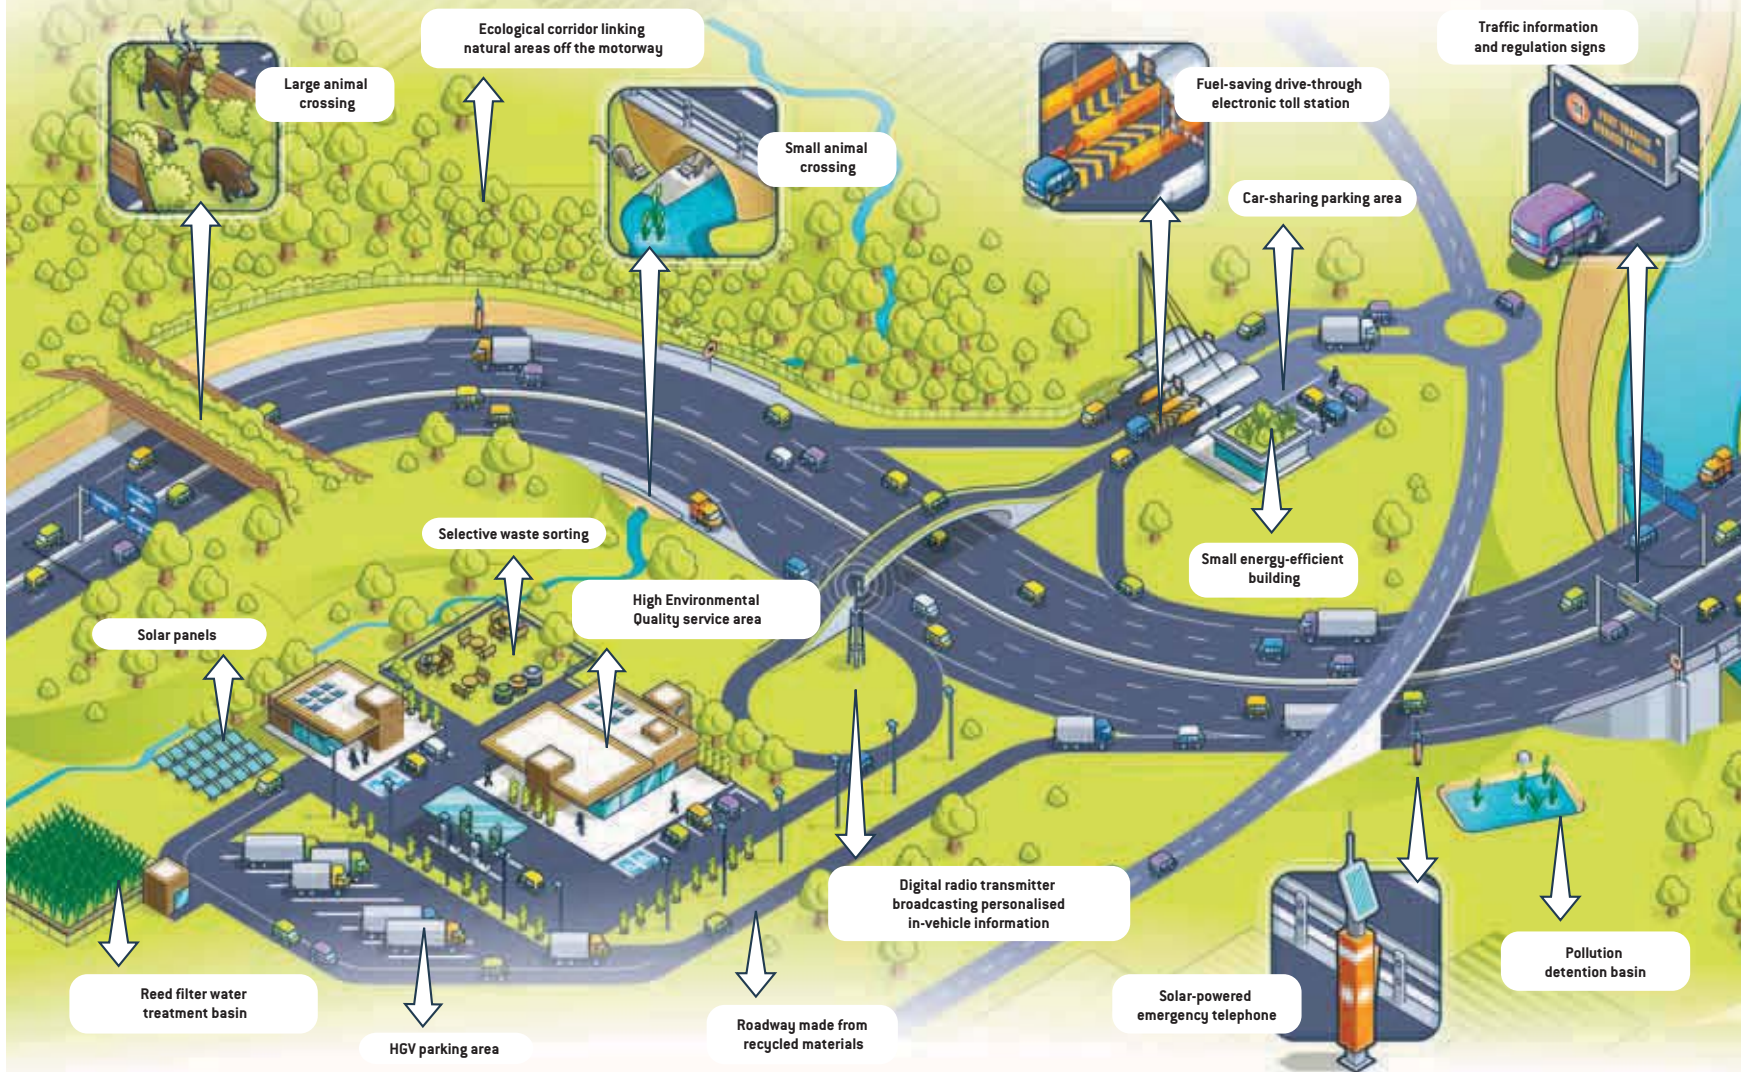 Ecological corridor linking
natural areas off the motorway
Traffic information
and regulation signs
Large animal
crossing
Fuel-saving drive-through
electronic toll station
Small animal
crossing
Car-sharing parking area
Selective waste sorting
Small energy-efficient
building
High Environmental
Quality service area
Solar panels
Digital radio transmitter
broadcasting personalised
in-vehicle information
Pollution
detention basin
Reed filter water
treatment basin
Solar-powered
emergency telephone
Roadway made from
recycled materials
HGV parking area